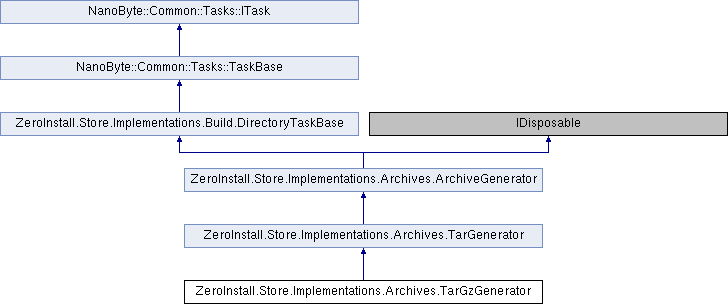 NanoByte::Common::Tasks::ITask
NanoByte::Common::Tasks::TaskBase
ZeroInstall.Store.Implementations.Build.DirectoryTaskBase
IDisposable
ZeroInstall.Store.Implementations.Archives.ArchiveGenerator
ZeroInstall.Store.Implementations.Archives.TarGenerator
ZeroInstall.Store.Implementations.Archives.TarGzGenerator